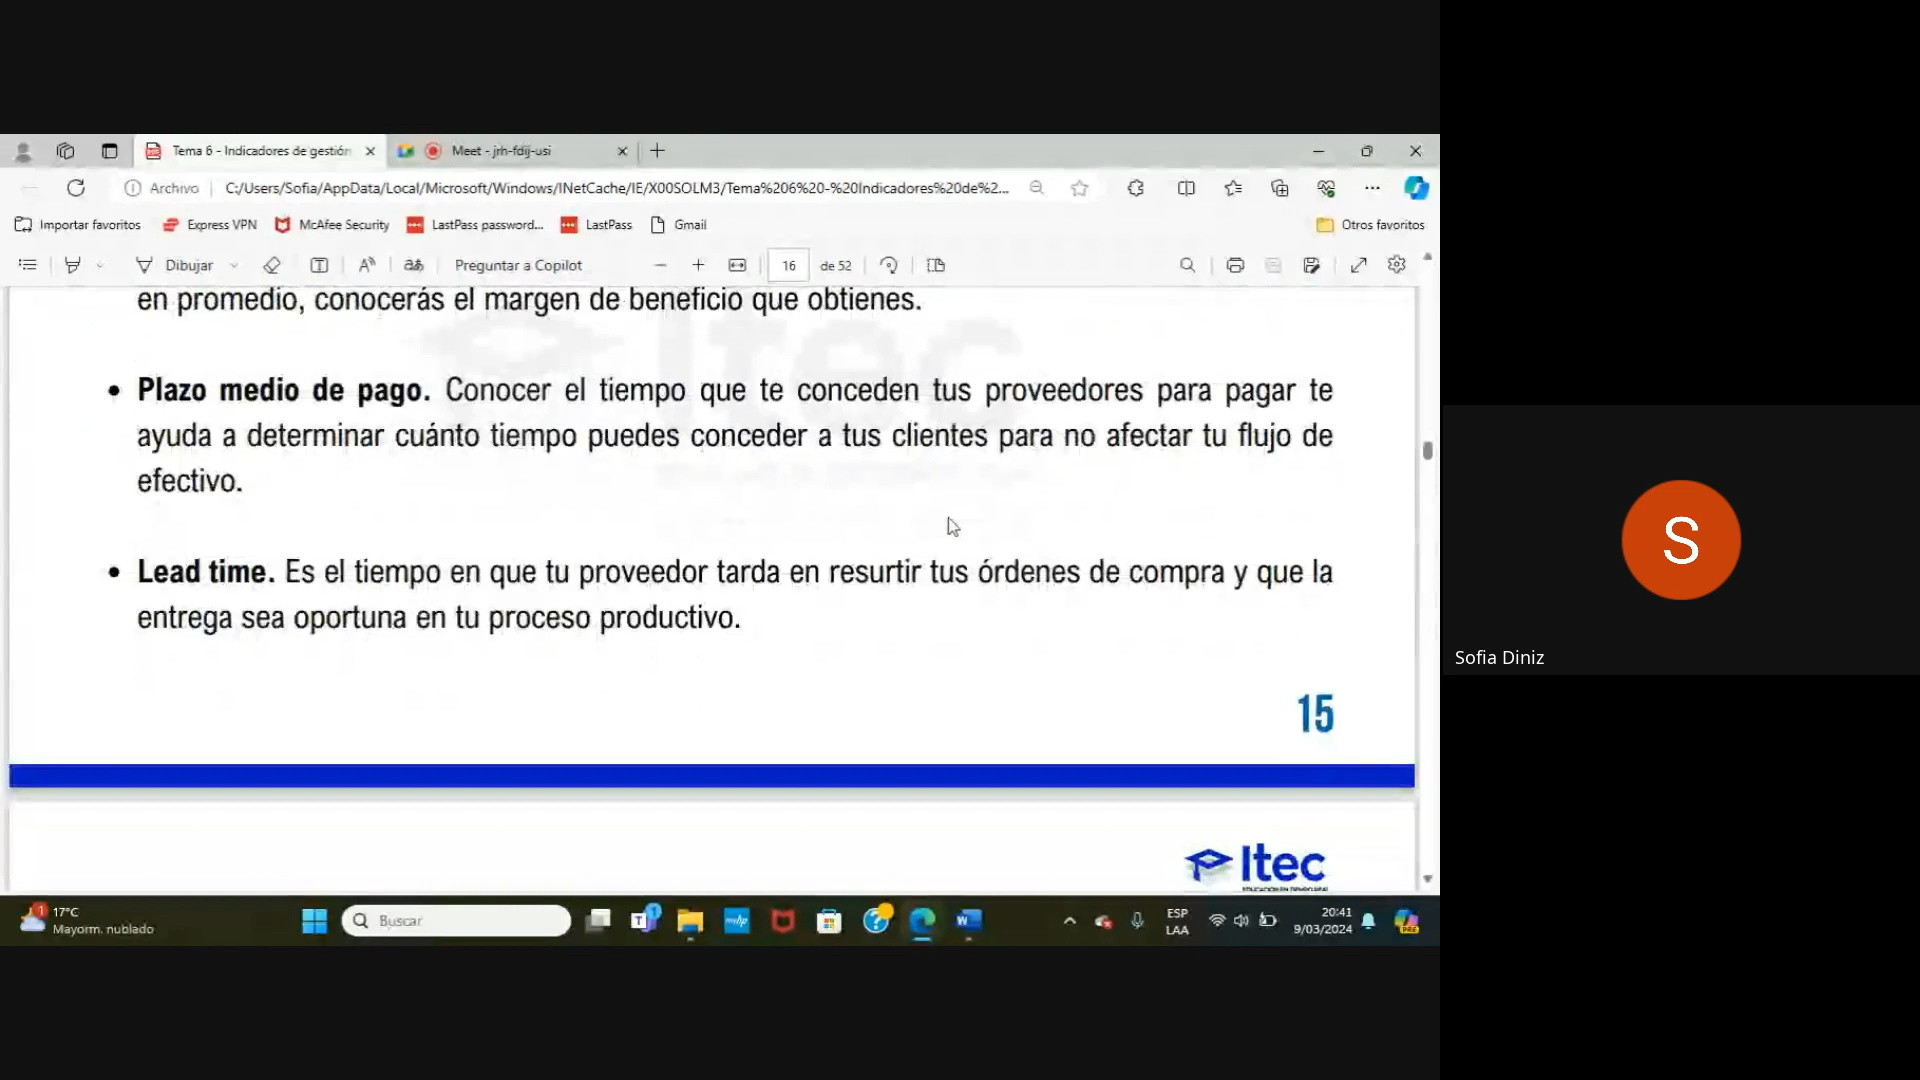 Tema 6 - Indicadores de gestión
Meet - jrh-fdij-usi
Archivo
C:/Users/Sofia/AppData/Local/Microsoft/Windows/INetCache/IE/X00SOLM3/Tema%206%20-%20Indicadores%20de%2...
Importar favoritos
Express VPN
McAfee Security
LastPass password...
LastPass
Gmail
Otros favoritos
Dibujar
Preguntar a Copilot
16
de 52
en promedio, conocerás el margen de beneficio que obtienes.
• Plazo medio de pago. Conocer el tiempo que te conceden tus proveedores para pagar te
ayuda a determinar cuánto tiempo puedes conceder a tus clientes para no afectar tu flujo de
efectivo.
• Lead time. Es el tiempo en que tu proveedor tarda en resurtir tus órdenes de compra y que la
entrega sea oportuna en tu proceso productivo.
15
Itec
S
Sofia Diniz
1
17°C
Mayorm. nublado
Buscar
ESP
LAA
20:41
9/03/2024